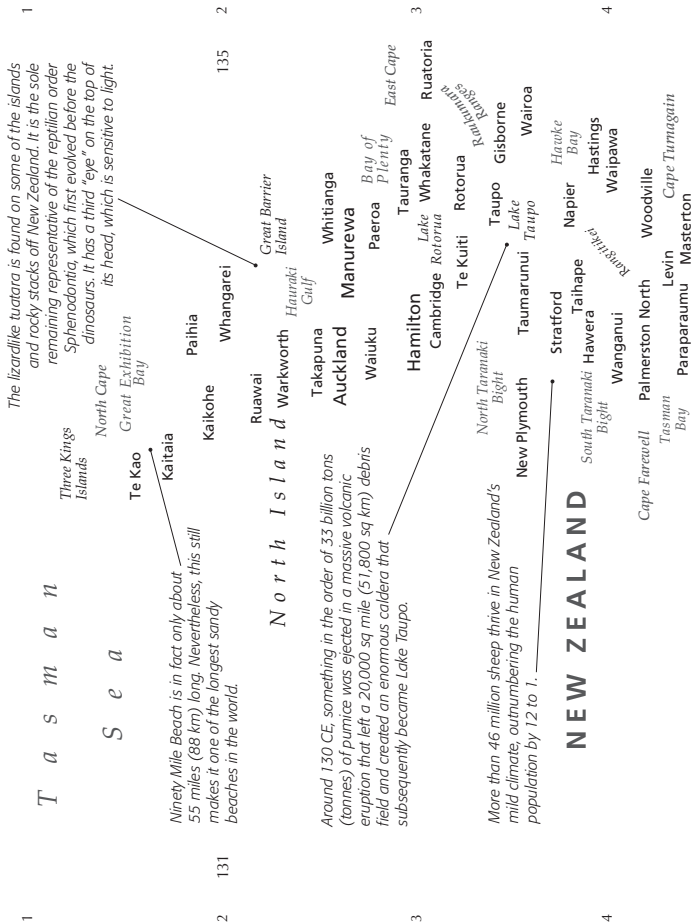 1
1
T a s m a n
S e a
The lizardlike tuatara is found on some of the islands
and rocky stacks off New Zealand. It is the sole
remaining representative of the reptilian order
Sphenodontia, which first evolved before the
dinosaurs. It has a third “eye” on the top of
its head, which is sensitive to light.
Three Kings
Islands
North Cape
Great Exhibition
Bay
Te Kao
Kaitaia
Paihia
Kaikohe
Whangarei
Ninety Mile Beach is in fact only about
55 miles (88 km) long. Nevertheless, this still
makes it one of the longest sandy
beaches in the world.
131
135
2
2
Ruawai
Warkworth
Great Barrier
Island
Hauraki
Gulf
North Island
Takapuna
Auckland
Whitianga
Manurewa
Waiuku
Paeroa
Bay of
Plenty
East Cape
Tauranga
Hamilton
Cambridge
Lake
Rotorua
Whakatane
Ruatoria
Raukumara
Ranges
Te Kuiti
Rotorua
Around 130 CE, something in the order of 33 billion tons
(tonnes) of pumice was ejected in a massive volcanic
eruption that left a 20,000 sq mile (51,800 sq km) debris
field and created an enormous caldera that
subsequently became Lake Taupo.
3
3
North Taranaki
Bight
New Plymouth
Taumarunui
Taupo
Lake
Taupo
Gisborne
Wairoa
Stratford
Taihape
Napier
Hawke
Bay
Hastings
Waipawa
South Taranaki
Bight
Hawera
Wanganui
Rangitikei
More than 46 million sheep thrive in New Zealand’s
mild climate, outnumbering the human
population by 12 to 1.
NEW ZEALAND
4
4
Cape Farewell
Tasman
Bay
Palmerston North
Woodville
Levin
Cape Turnagain
Paraparaumu
Masterton